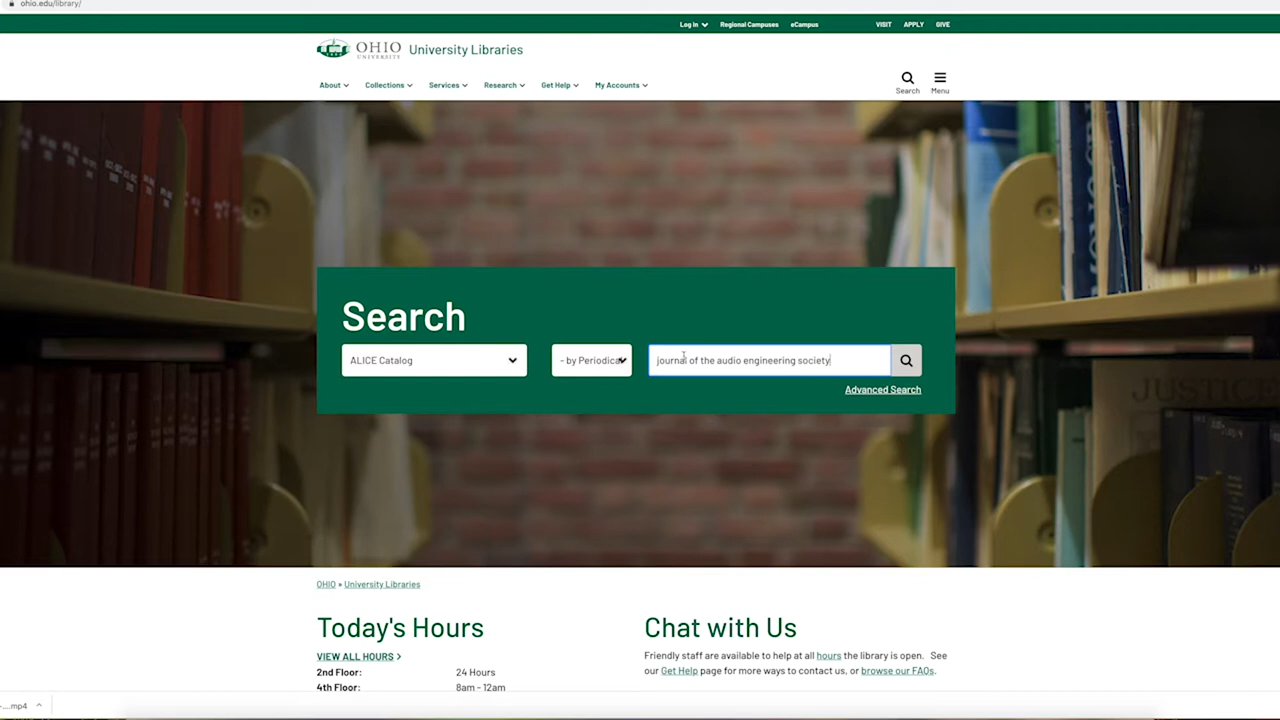 ohio.edu/library/
Log in Regional Campuses eCampus VISIT APPLY GIVE
OHIO UNIVERSITY University Libraries
About Collections Services Research Get Help My Accounts
Search Menu
Search
ALICE Catalog - by Periodical journal of the audio engineering society
Advanced Search
JUSTICE
OHIO » University Libraries
Today's Hours
VIEW ALL HOURS >
2nd Floor: 24 Hours
4th Floor: 8am - 12am
Chat with Us
Friendly staff are available to help at all hours the library is open. See
our Get Help page for more ways to contact us, or browse our FAQs.
-....mp4